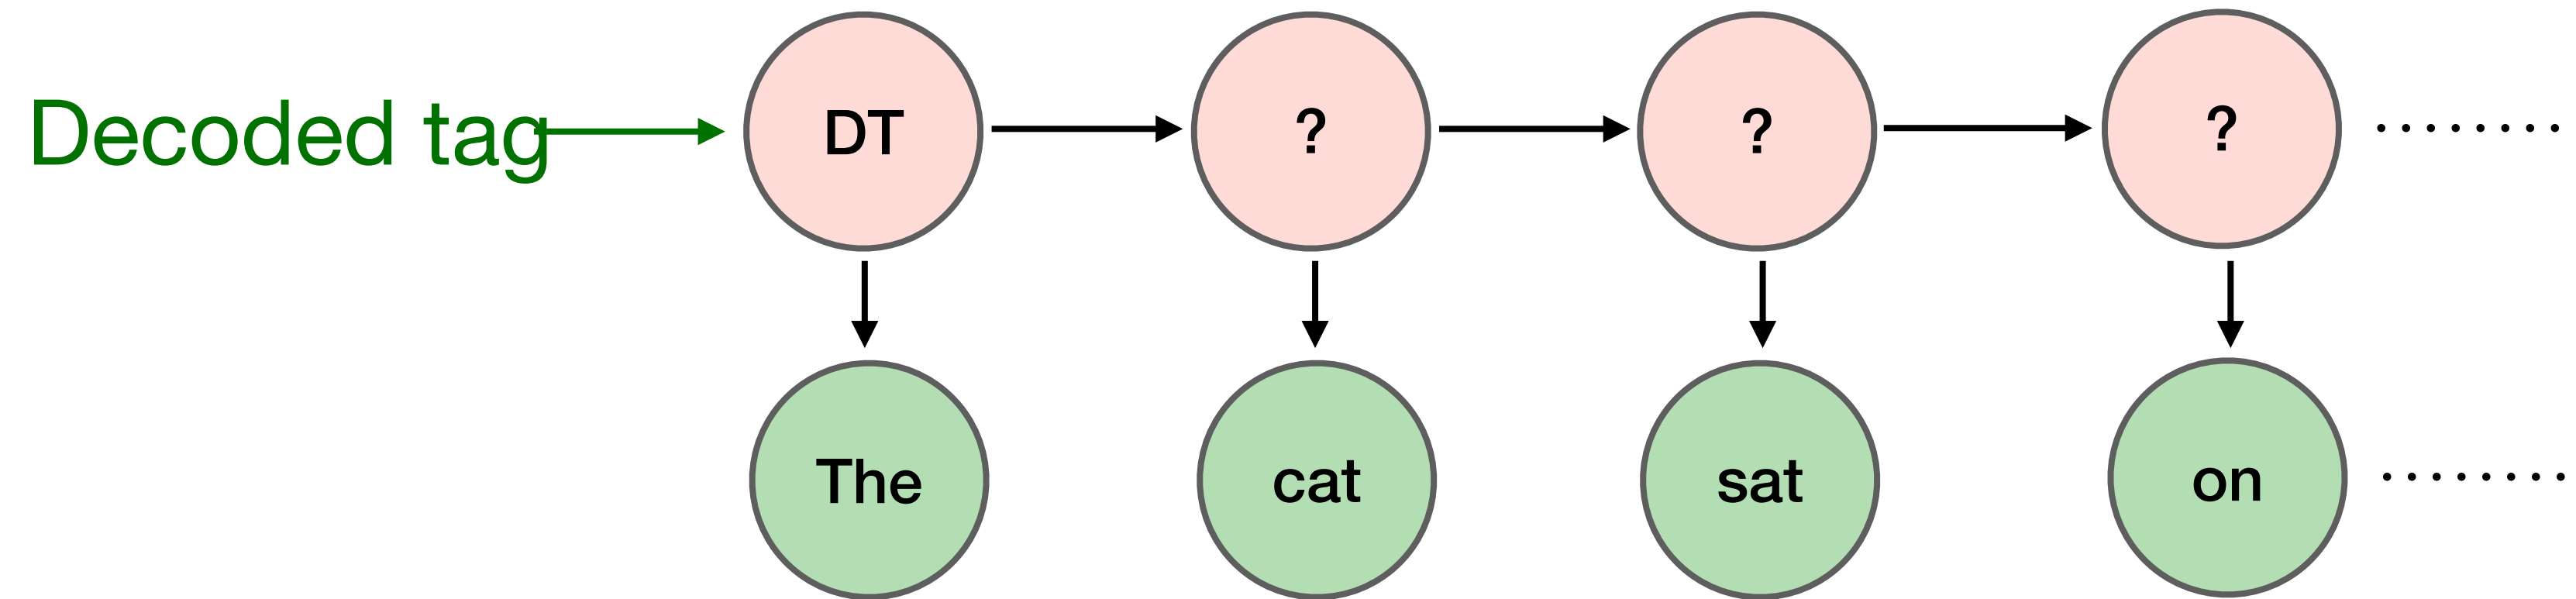 Decoded tag DT ? ? ? ········
The cat sat on ········